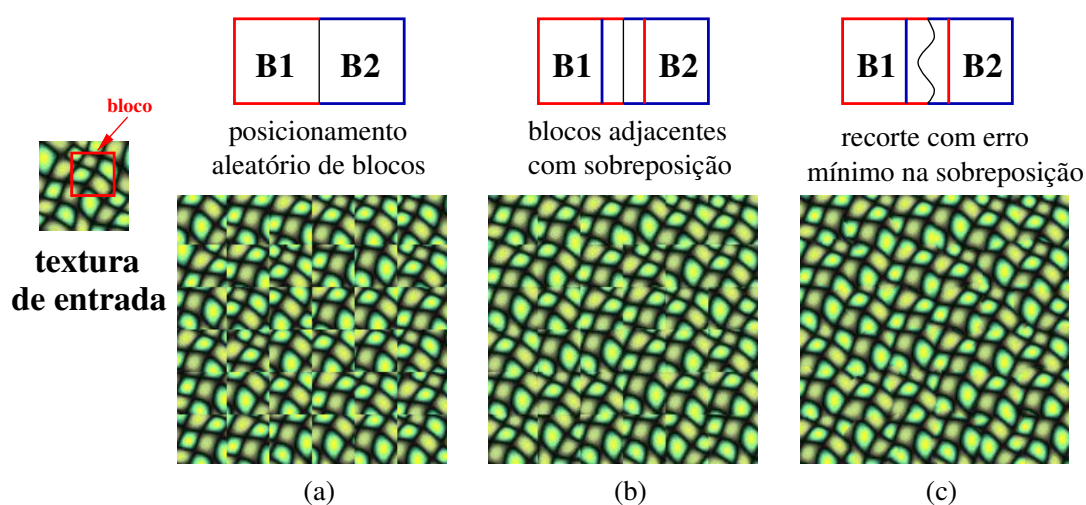 bloco
textura
de entrada
B1 B2
posicionamento
aleatório de blocos
(a)
B1 B2
blocos adjacentes
com sobreposição
(b)
B1 B2
recorte com erro
mínimo na sobreposição
(c)